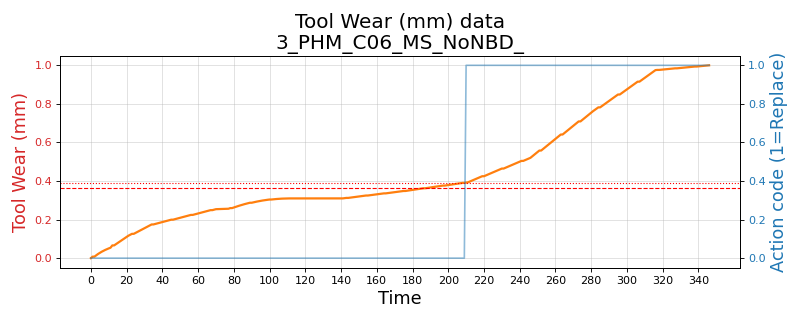 Tool Wear (mm) data
3_PHM_C06_MS_NoNBD_
Tool Wear (mm)
1.0
0.8
0.6
0.4
0.2
0.0
1.0
0.8
0.6
0.4
0.2
0.0
Action code (1=Replace)
0 20 40 60 80 100 120 140 160 180 200 220 240 260 280 300 320 340
Time